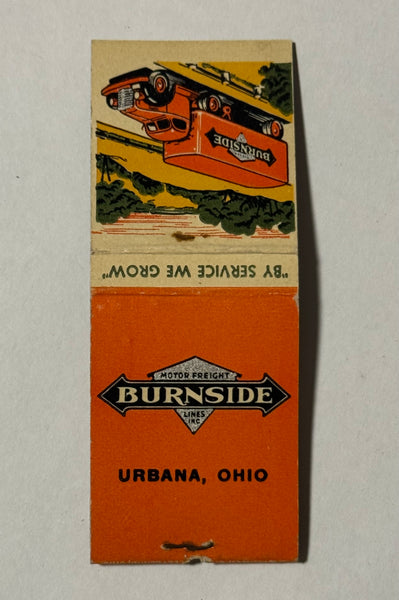 BURNSIDE
"BY SERVICE WE GROW"
MOTOR FREIGHT
BURNSIDE
LINES
INC
URBANA, OHIO